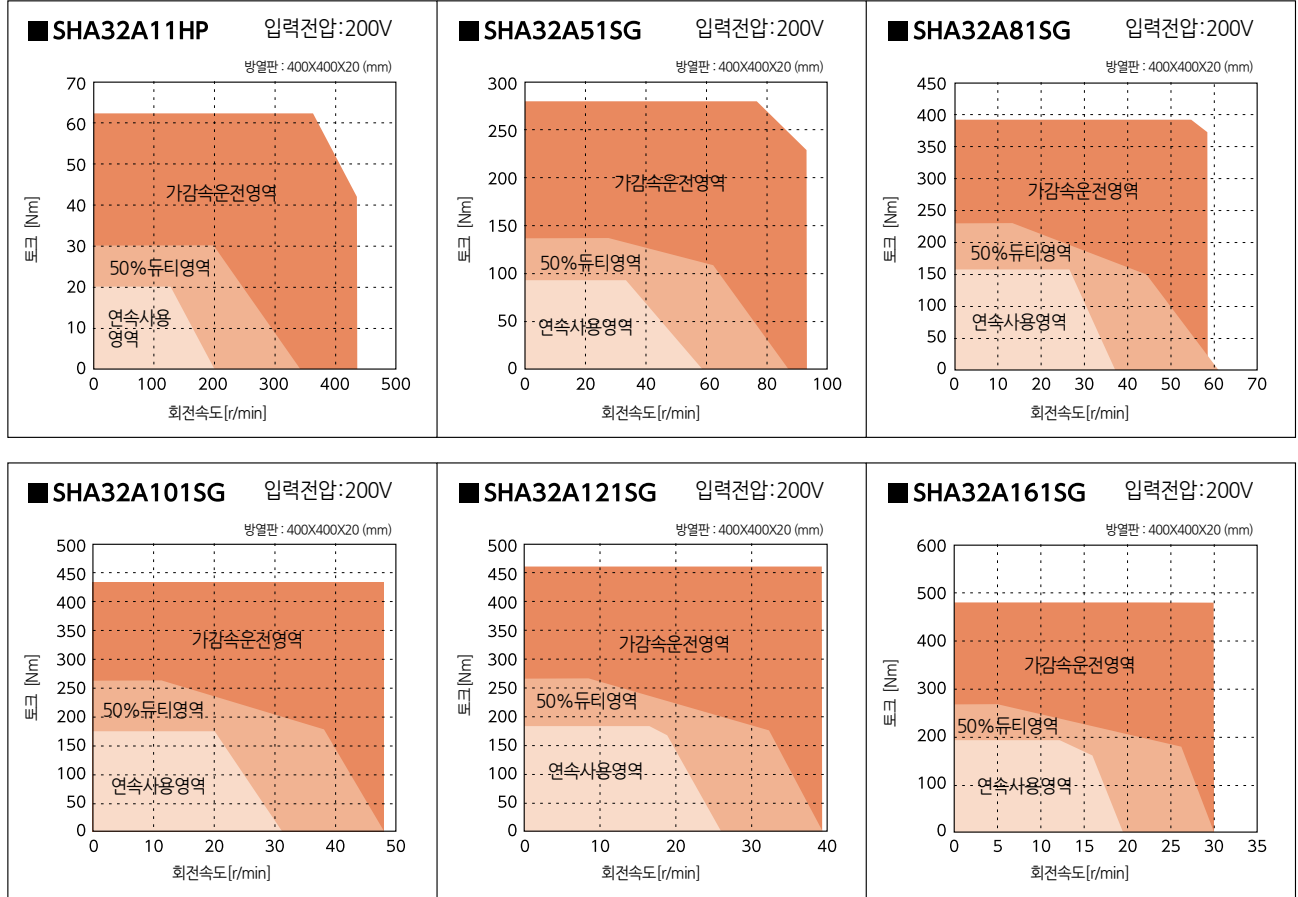 ■SHA32A11HP 입력전압:200V
방열판 : 400X400X20 (mm)
70
60
50
40
30
20
10
0
토크 [Nm]
가감속운전영역
50%듀티영역
연속사용
영역
0 100 200 300 400 500
회전속도[r/min]
■SHA32A51SG 입력전압:200V
방열판 : 400X400X20 (mm)
300
250
200
150
100
50
0
토크 [Nm]
가감속운전영역
50%듀티영역
연속사용영역
0 20 40 60 80 100
회전속도[r/min]
■SHA32A81SG 입력전압:200V
방열판 : 400X400X20 (mm)
450
400
350
300
250
200
150
100
50
0
토크 [Nm]
가감속운전영역
50%듀티영역
연속사용영역
0 10 20 30 40 50 60 70
회전속도[r/min]
■SHA32A101SG 입력전압:200V
방열판 : 400X400X20 (mm)
500
450
400
350
300
250
200
150
100
50
0
토크 [Nm]
가감속운전영역
50%듀티영역
연속사용영역
0 10 20 30 40 50
회전속도[r/min]
■SHA32A121SG 입력전압:200V
방열판 : 400X400X20 (mm)
500
450
400
350
300
250
200
150
100
50
0
토크 [Nm]
가감속운전영역
50%듀티영역
연속사용영역
0 10 20 30 40
회전속도[r/min]
■SHA32A161SG 입력전압:200V
방열판 : 400X400X20 (mm)
600
500
400
300
200
100
0
토크 [Nm]
가감속운전영역
50%듀티영역
연속사용영역
0 5 10 15 20 25 30 35
회전속도[r/min]